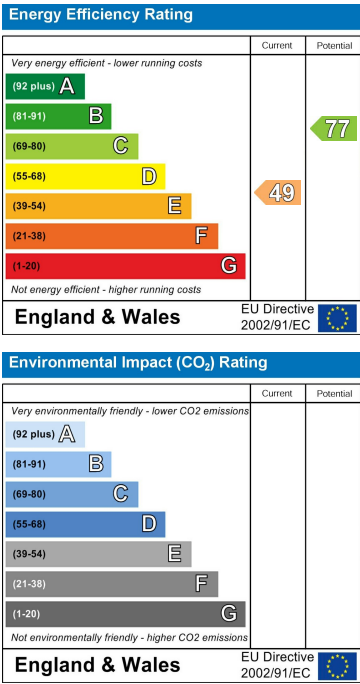 Energy Efficiency Rating
Current Potential
Very energy efficient - lower running costs
(92 plus) A
(81-91) B
(69-80) C
(55-68) D
(39-54) E
(21-38) F
(1-20) G
77
49
Not energy efficient - higher running costs
England & Wales
EU Directive
2002/91/EC
Environmental Impact (CO₂) Rating
Current Potential
Very environmentally friendly - lower CO2 emissions
(92 plus) A
(81-91) B
(69-80) C
(55-68) D
(39-54) E
(21-38) F
(1-20) G
Not environmentally friendly - higher CO2 emissions
England & Wales
EU Directive
2002/91/EC